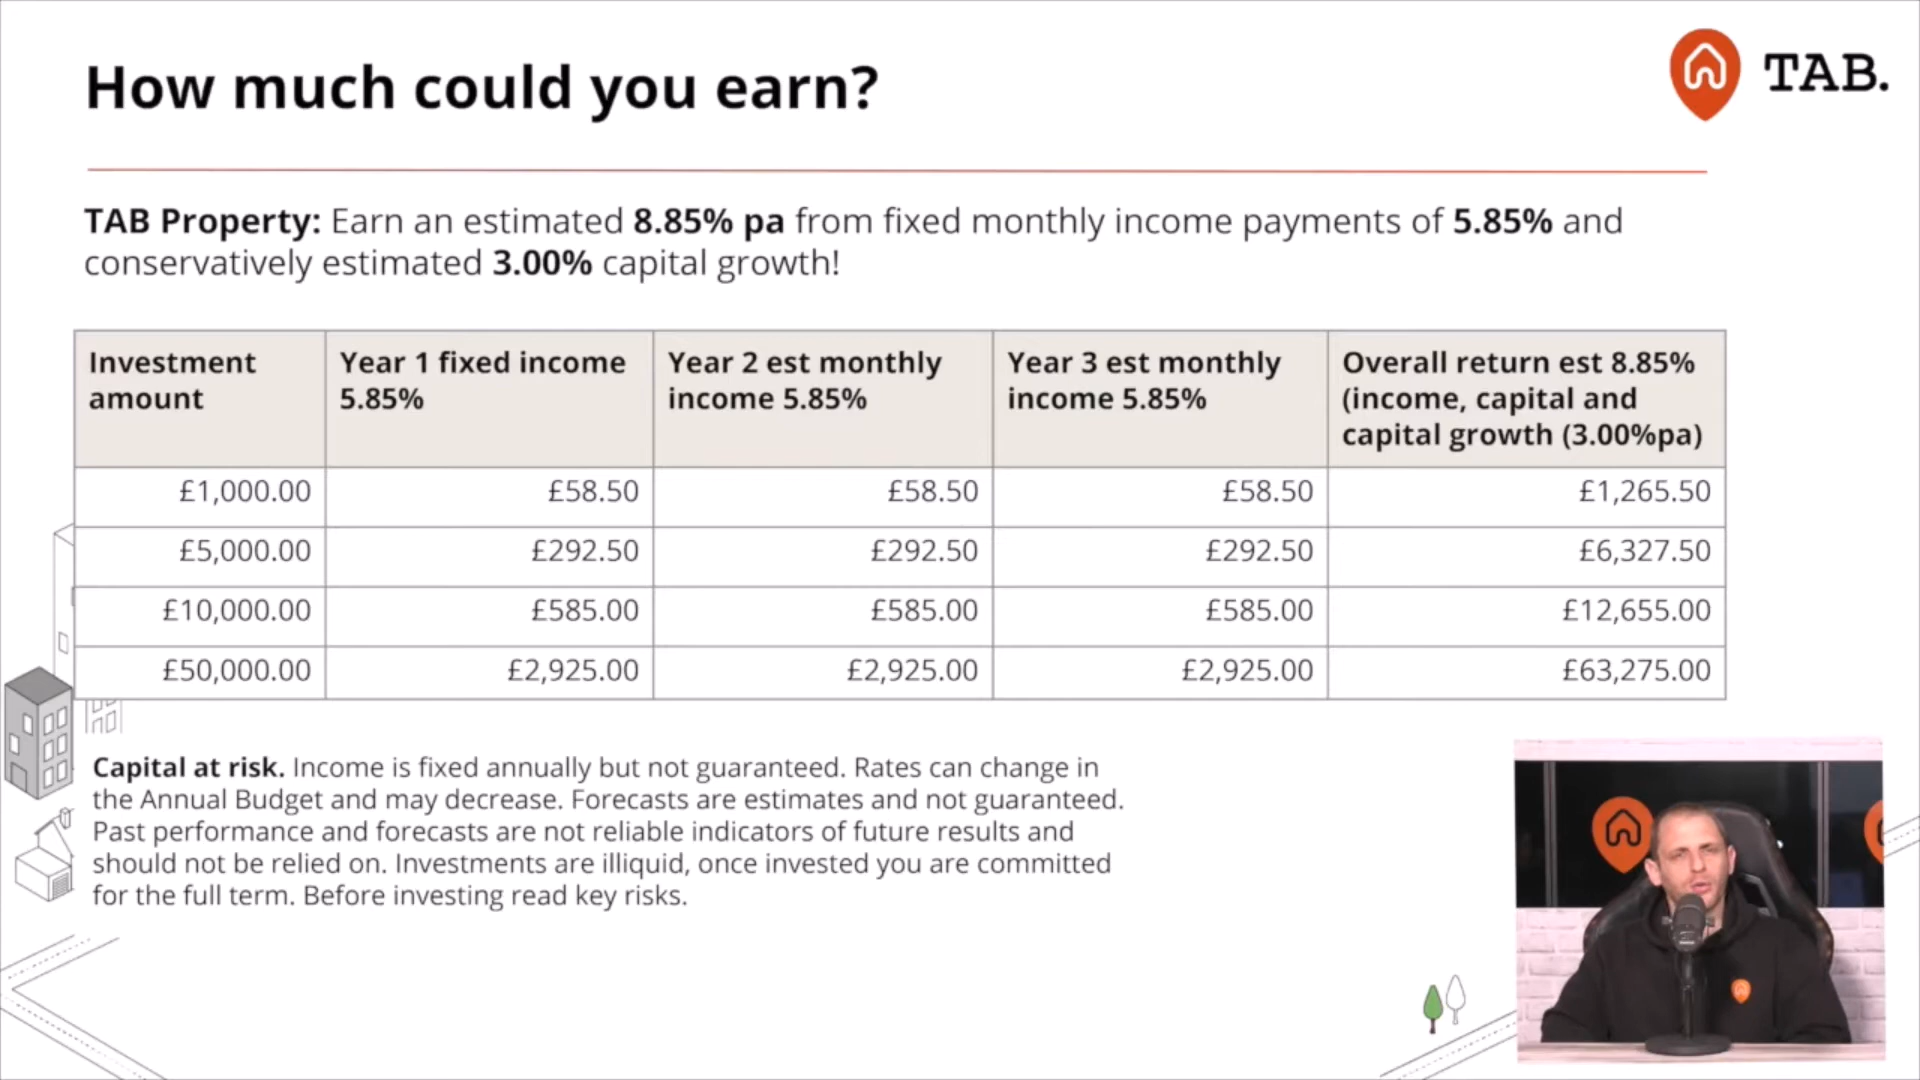 How much could you earn?
TAB.
TAB Property: Earn an estimated 8.85% pa from fixed monthly income payments of 5.85% and
conservatively estimated 3.00% capital growth!
Investment amount
Year 1 fixed income 5.85%
Year 2 est monthly income 5.85%
Year 3 est monthly income 5.85%
Overall return est 8.85% (income, capital and capital growth (3.00%pa)
£1,000.00 £58.50 £58.50 £58.50 £1,265.50
£5,000.00 £292.50 £292.50 £292.50 £6,327.50
£10,000.00 £585.00 £585.00 £585.00 £12,655.00
£50,000.00 £2,925.00 £2,925.00 £2,925.00 £63,275.00
Capital at risk. Income is fixed annually but not guaranteed. Rates can change in
the Annual Budget and may decrease. Forecasts are estimates and not guaranteed.
Past performance and forecasts are not reliable indicators of future results and
should not be relied on. Investments are illiquid, once invested you are committed
for the full term. Before investing read key risks.